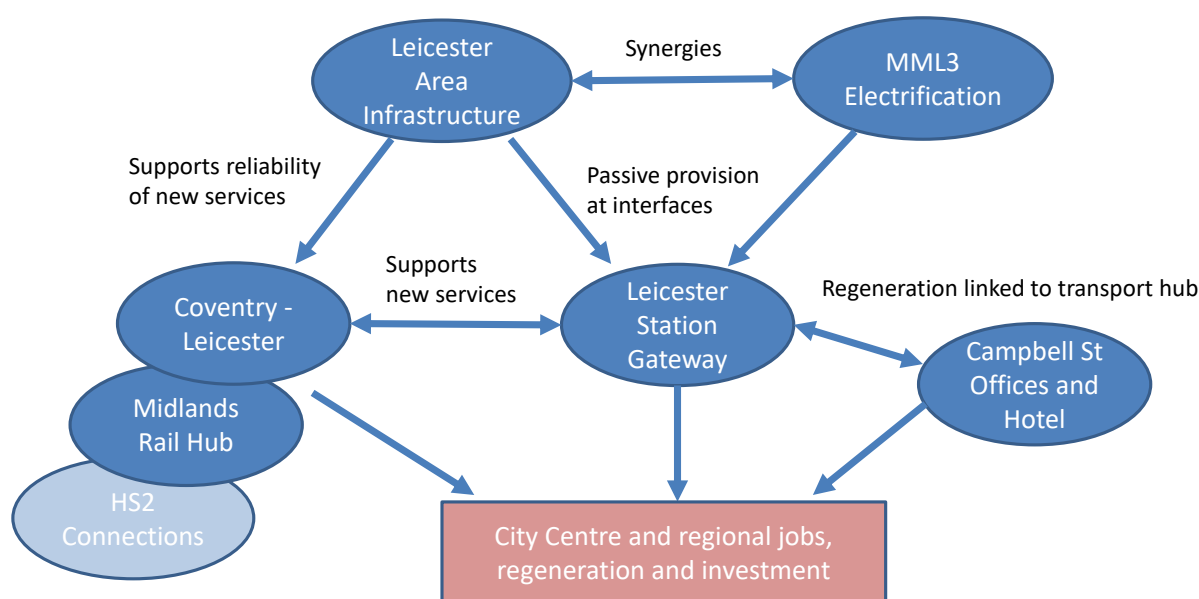 Leicester
Area
Infrastructure
Synergies
MML3
Electrification
Supports reliability
of new services
Passive provision
at interfaces
Coventry -
Leicester
Supports
new services
Leicester
Station
Gateway
Regeneration linked to transport hub
Campbell St
Offices and
Hotel
Midlands
Rail Hub
HS2
Connections
City Centre and regional jobs,
regeneration and investment